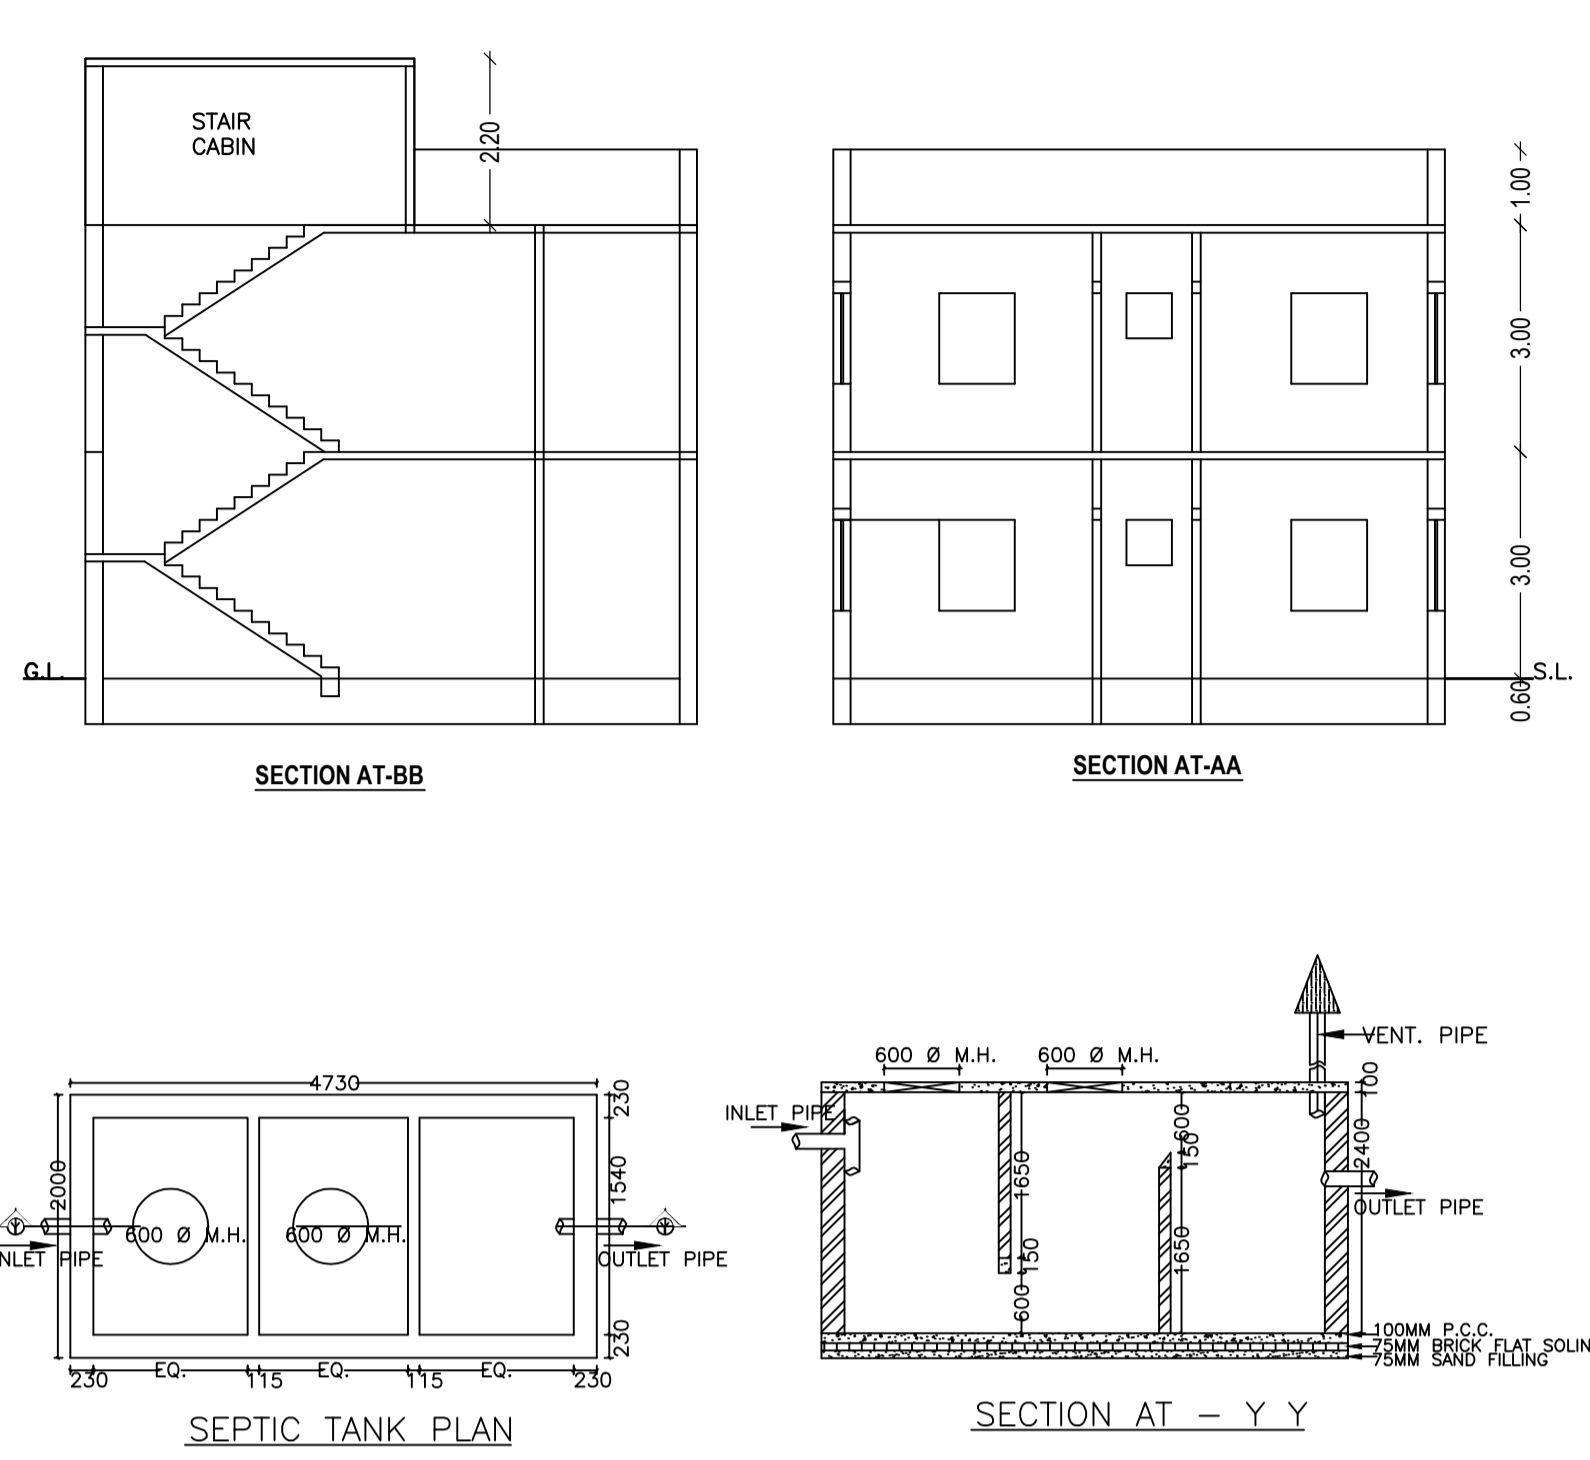 STAIR
CABIN
2.20
G.L.
SECTION AT-BB
1.00
3.00
3.00
0.60
S.L.
SECTION AT-AA
4730
230
1540
230
2000
600 Ø M.H.
600 Ø M.H.
NLET PIPE
OUTLET PIPE
230
EQ.
115
EQ.
115
EQ.
230
SEPTIC TANK PLAN
600 Ø M.H.
600 Ø M.H.
VENT. PIPE
INLET PIPE
100
2400
1650
150
600
600
150
1650
OUTLET PIPE
100MM P.C.C.
75MM BRICK FLAT SOLIN
75MM SAND FILLING
SECTION AT - Y Y